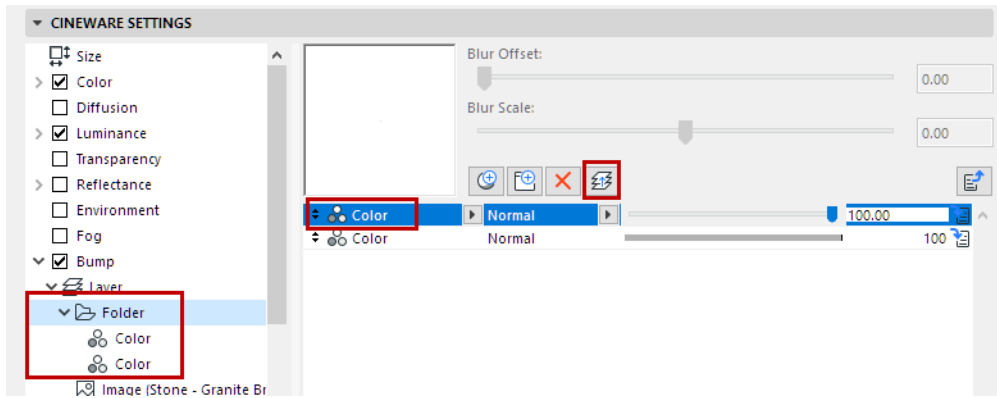 CINEWARE SETTINGS
Size
Color
Diffusion
Luminance
Transparency
Reflectance
Environment
Fog
Bump
Layer
Folder
Color
Color
Image (Stone - Granite Br
Blur Offset:
0.00
Blur Scale:
0.00
Color Normal 100.00
Color Normal 100